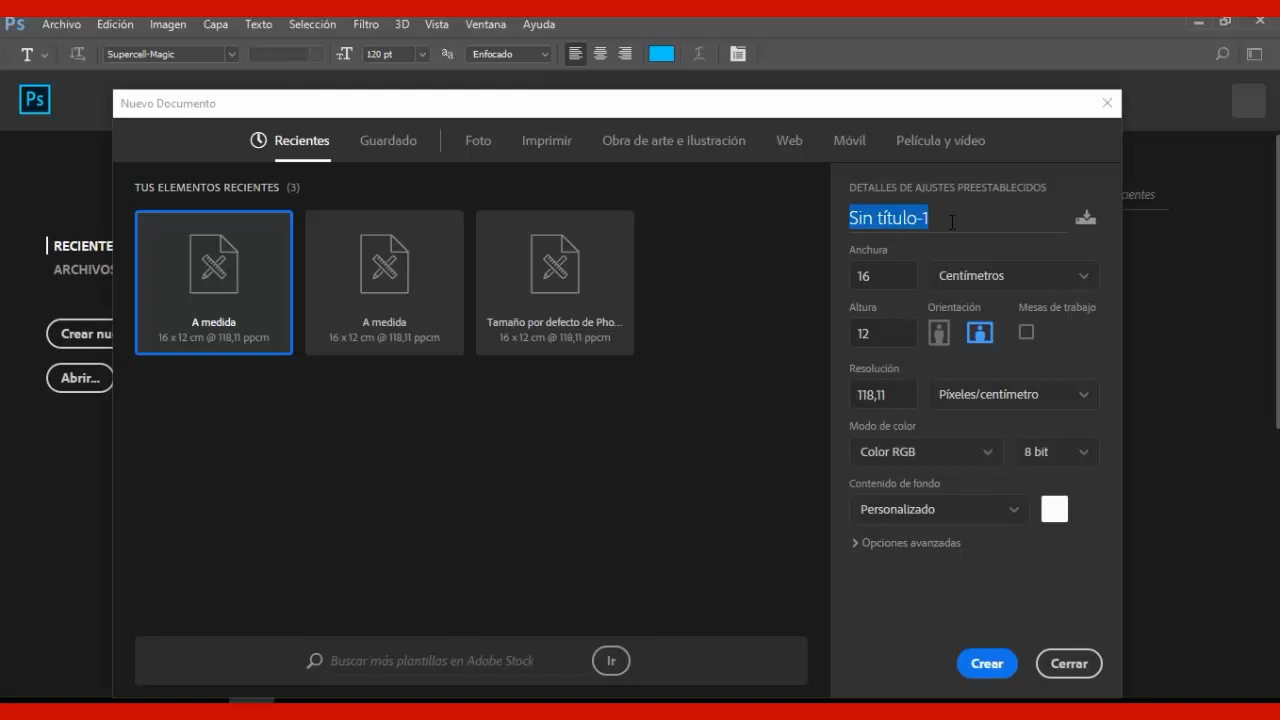 Ps Archivo Edición Imagen Capa Texto Selección Filtro 3D Vista Ventana Ayuda
T Supercell-Magic 120 pt aa Enfocado
Ps
Nuevo Documento
Recientes Guardado Foto Imprimir Obra de arte e ilustración Web Móvil Película y vídeo
TUS ELEMENTOS RECIENTES (3)
A medida
16 x 12 cm @ 118,11 ppcm
A medida
16 x 12 cm @ 118,11 ppcm
Tamaño por defecto de Pho...
16 x 12 cm @ 118,11 ppcm
Buscar más plantillas en Adobe Stock Ir
DETALLES DE AJUSTES PREESTABLECIDOS
Sin título-1
Anchura
16 Centímetros
Altura Orientación Mesas de trabajo
12
Resolución
118,11 Píxeles/centímetro
Modo de color
Color RGB 8 bit
Contenido de fondo
Personalizado
Opciones avanzadas
Crear Cerrar
RECIENTE
ARCHIVOS
Crear nu
Abrir...
cientes